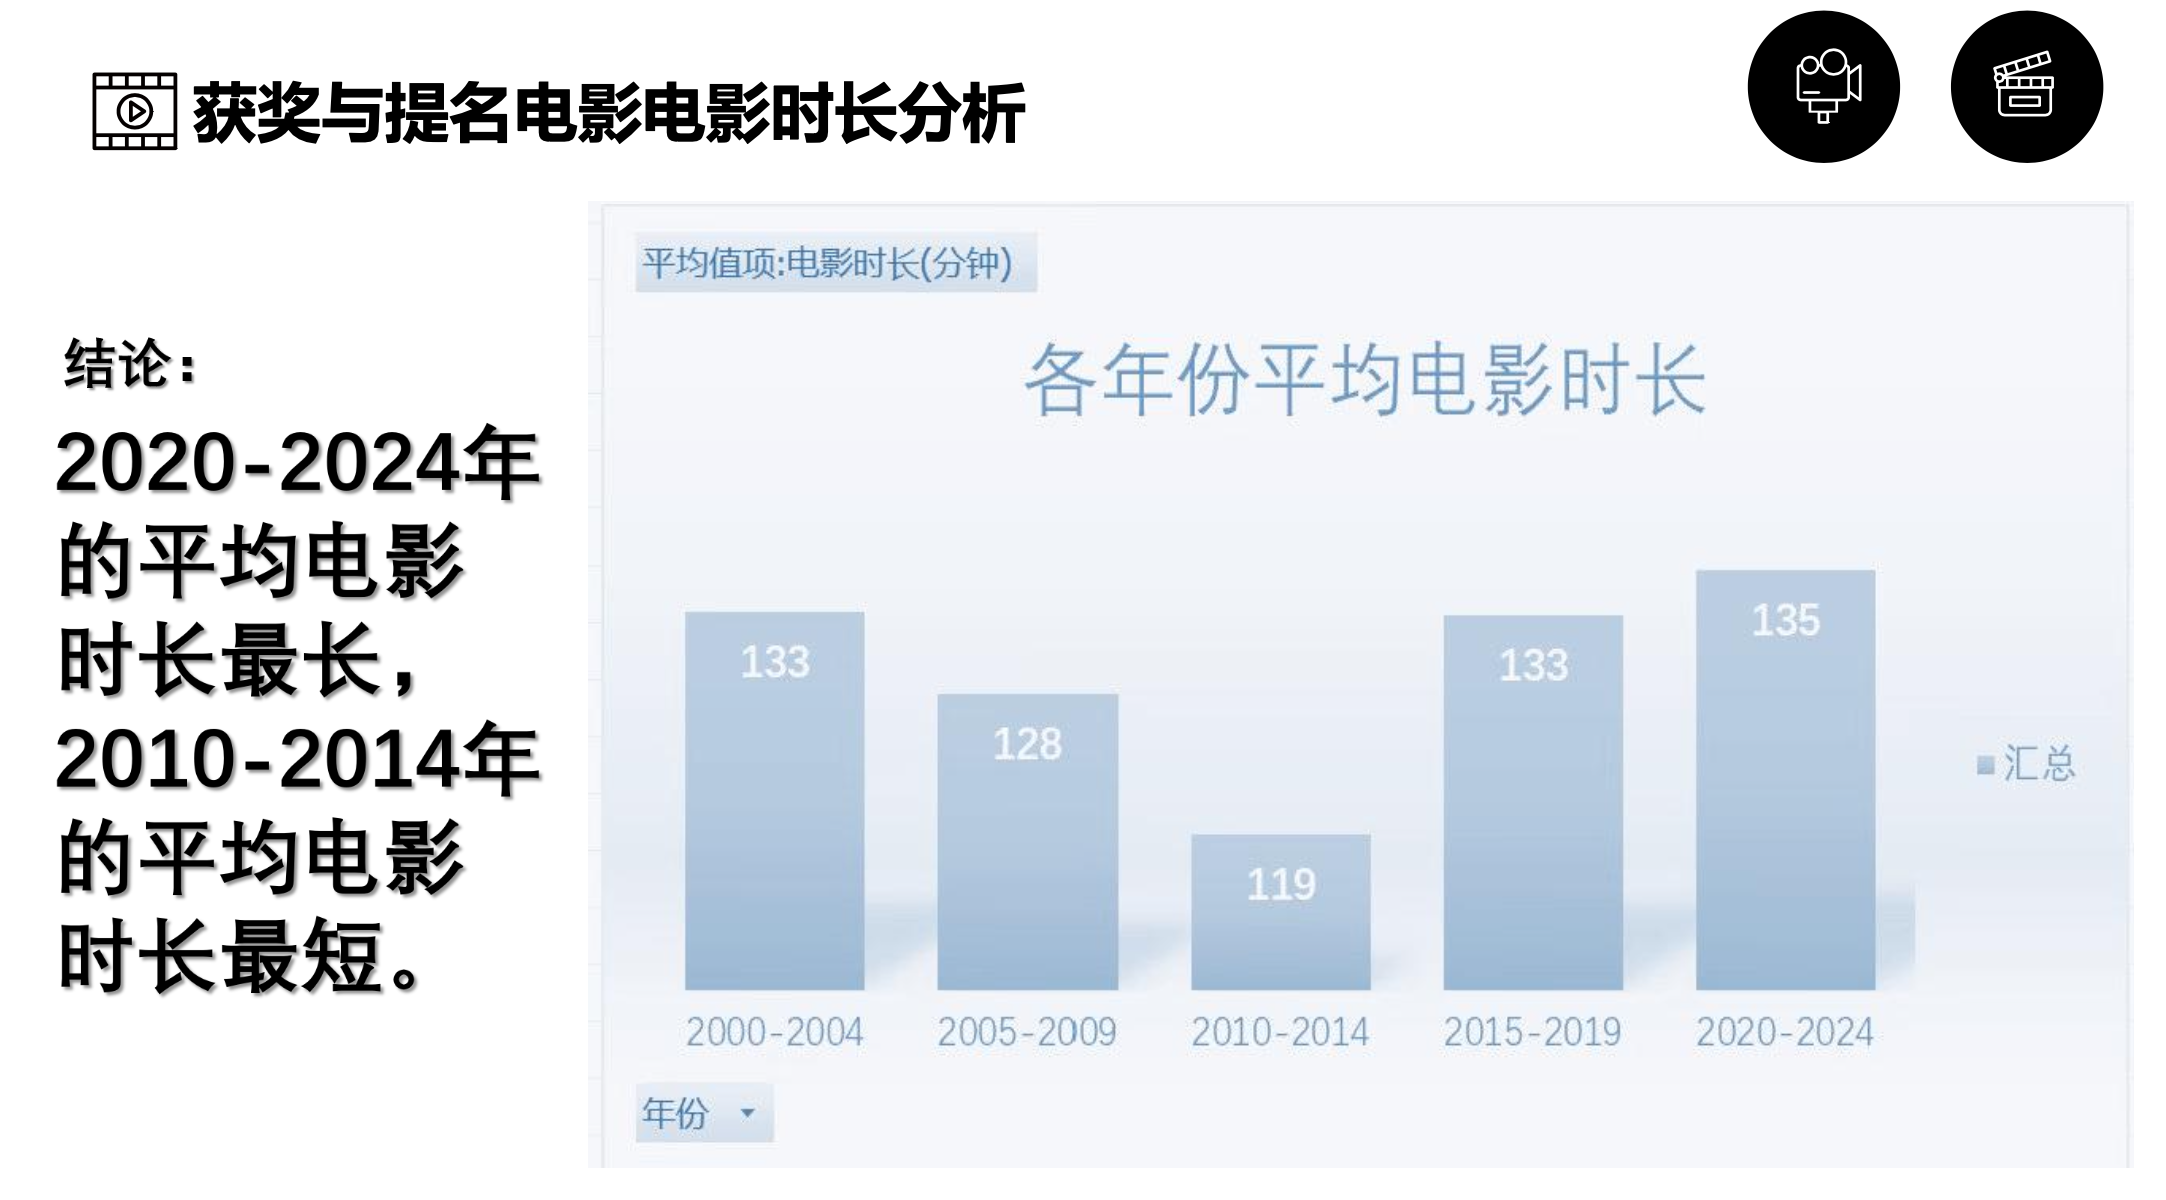 获奖与提名电影电影时长分析
结论：
2020-2024年
的平均电影
时长最长，
2010-2014年
的平均电影
时长最短。
平均值项:电影时长(分钟)
各年份平均电影时长
133
128
119
133
135
汇总
2000-2004
2005-2009
2010-2014
2015-2019
2020-2024
年份